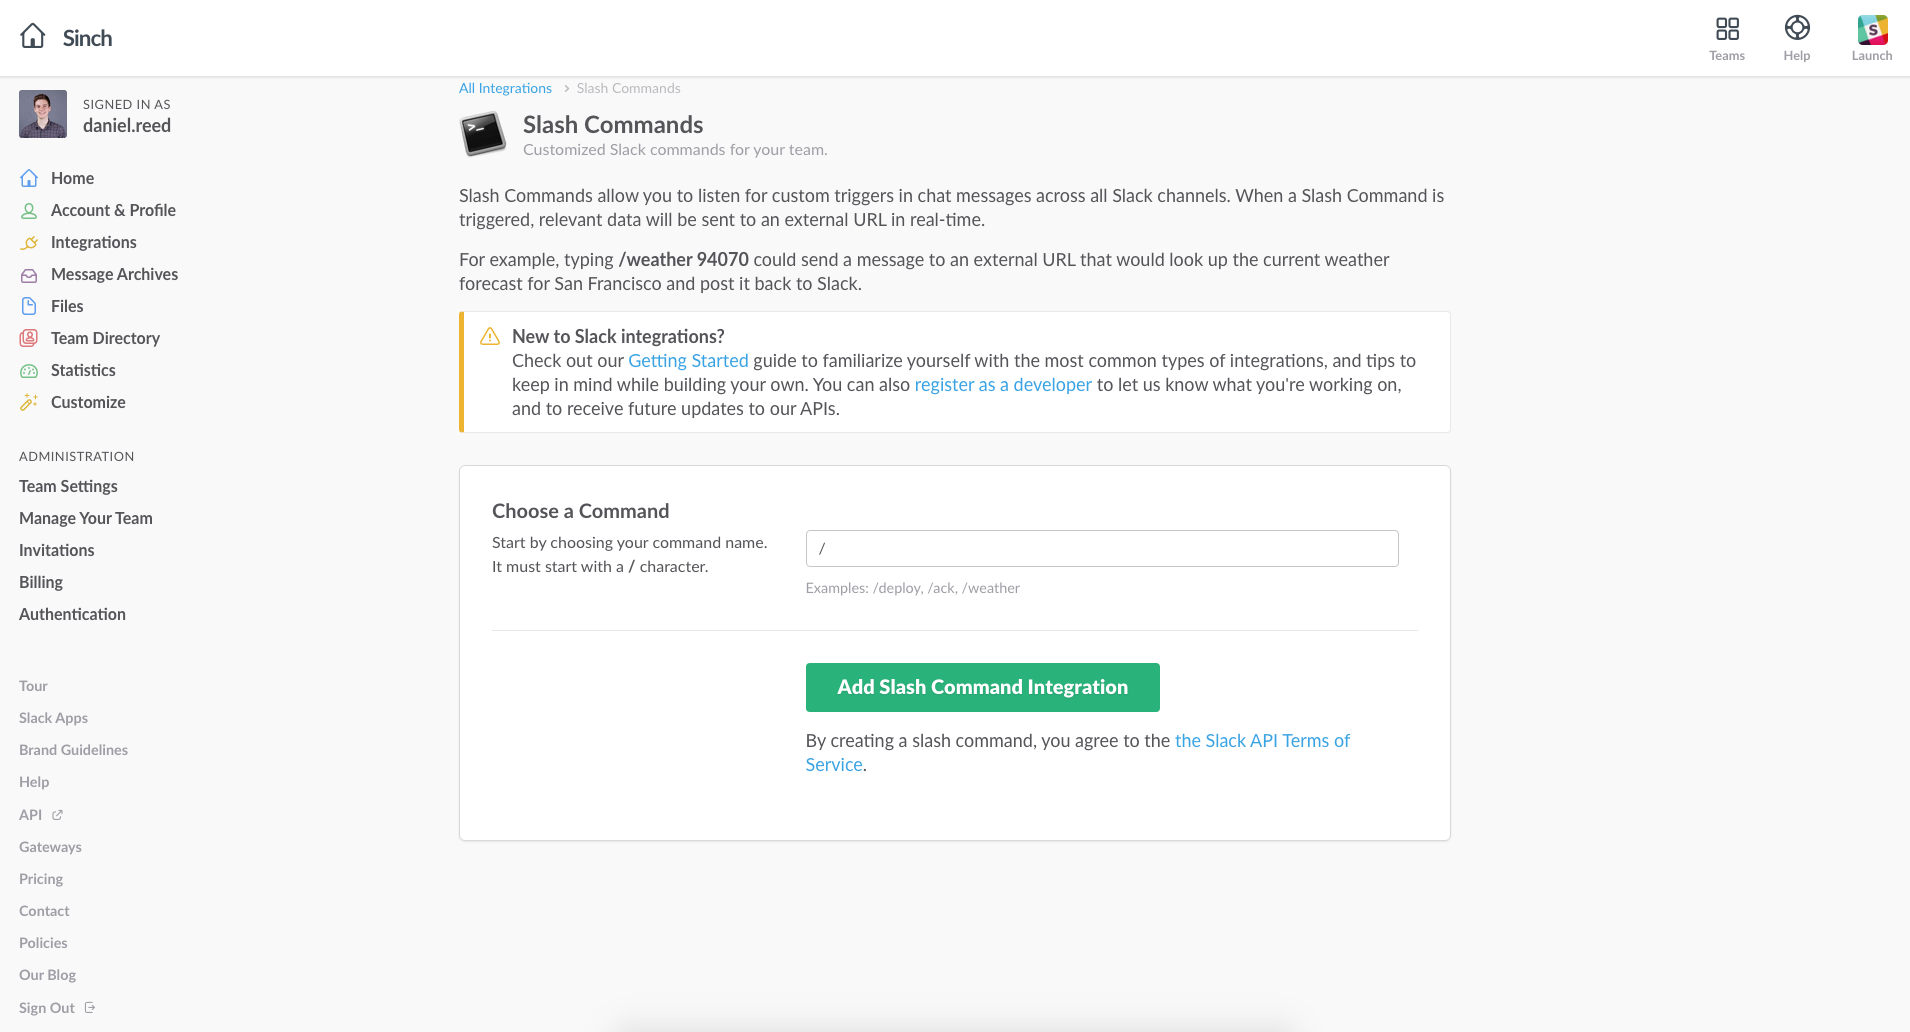 Sinch
Teams
Help
S
Launch
SIGNED IN AS
daniel.reed
Home
Account & Profile
Integrations
Message Archives
Files
Team Directory
Statistics
Customize
ADMINISTRATION
Team Settings
Manage Your Team
Invitations
Billing
Authentication
Tour
Slack Apps
Brand Guidelines
Help
API
Gateways
Pricing
Contact
Policies
Our Blog
Sign Out
All Integrations > Slash Commands
>_
Slash Commands
Customized Slack commands for your team.
Slash Commands allow you to listen for custom triggers in chat messages across all Slack channels. When a Slash Command is
triggered, relevant data will be sent to an external URL in real-time.
For example, typing /weather 94070 could send a message to an external URL that would look up the current weather
forecast for San Francisco and post it back to Slack.
New to Slack integrations?
Check out our Getting Started guide to familiarize yourself with the most common types of integrations, and tips to
keep in mind while building your own. You can also register as a developer to let us know what you're working on,
and to receive future updates to our APIs.
Choose a Command
Start by choosing your command name.
It must start with a / character.
/
Examples: /deploy, /ack, /weather
Add Slash Command Integration
By creating a slash command, you agree to the the Slack API Terms of
Service.